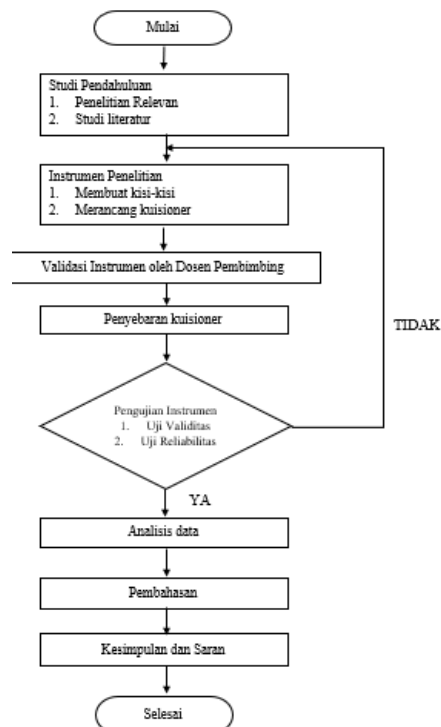 Mulai
Studi Pendahuluan
1. Penelitian Relevan
2. Studi literatur
Instrumen Penelitian
1. Membuat kisi-kisi
2. Merancang kuisioner
Validasi Instrumen oleh Dosen Pembimbing
Penyebaran kuisioner
TIDAK
Pengujian Instrumen
1. Uji Validitas
2. Uji Reliabilitas
YA
Analisis data
Pembahasan
Kesimpulan dan Saran
Selesai